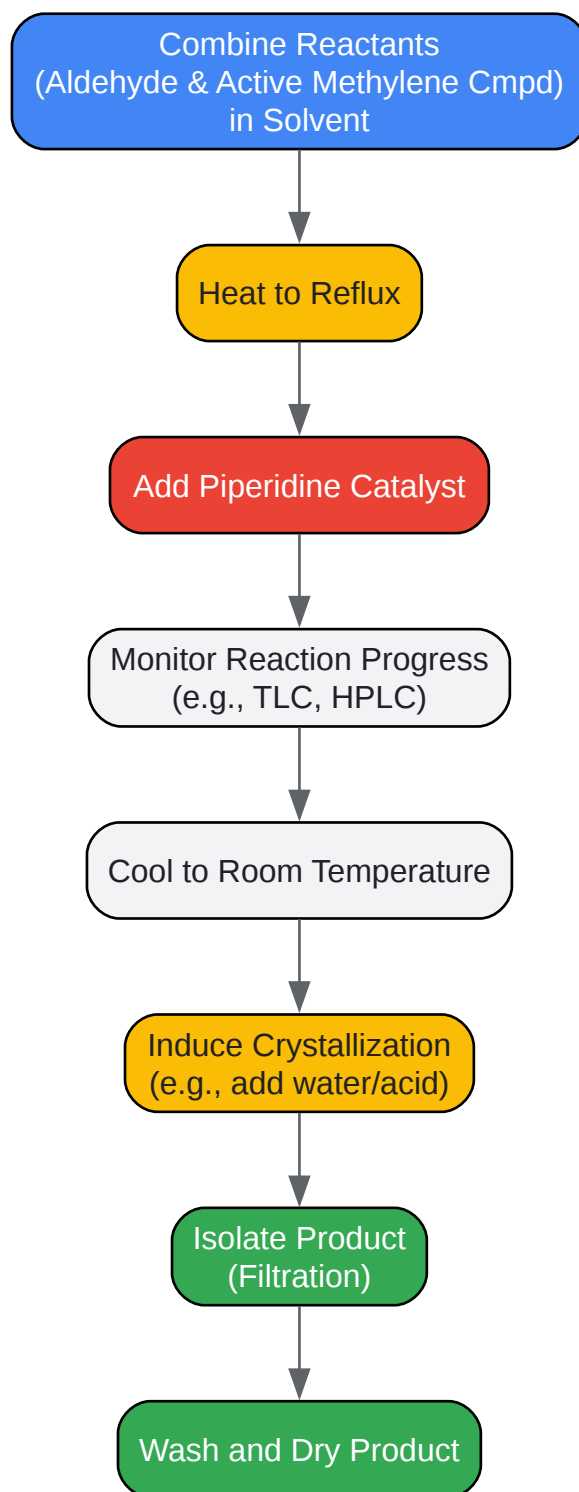 Combine Reactants
(Aldehyde & Active Methylene Cmpd)
in Solvent
Heat to Reflux
Add Piperidine Catalyst
Monitor Reaction Progress
(e.g., TLC, HPLC)
Cool to Room Temperature
Induce Crystallization
(e.g., add water/acid)
Isolate Product
(Filtration)
Wash and Dry Product